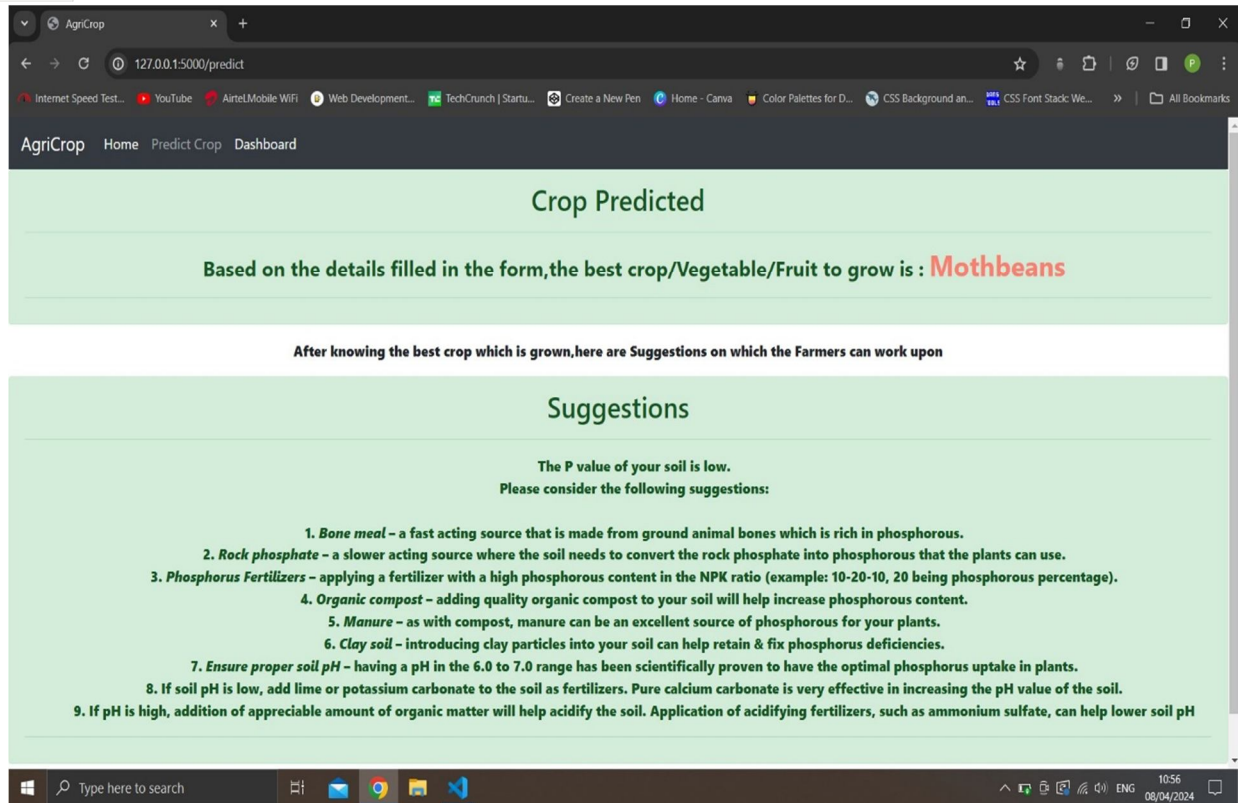 AgriCrop
127.0.0.1:5000/predict
Internet Speed Test... YouTube AirtelMobile WiFi Web Development... TechCrunch | Startu... Create a New Pen Home - Canva Color Palettes for D... CSS Background an... CSS Font Stack: We... » All Bookmarks
AgriCrop Home Predict Crop Dashboard
Crop Predicted
Based on the details filled in the form,the best crop/Vegetable/Fruit to grow is : Mothbeans
After knowing the best crop which is grown,here are Suggestions on which the Farmers can work upon
Suggestions
The P value of your soil is low.
Please consider the following suggestions:
1. Bone meal – a fast acting source that is made from ground animal bones which is rich in phosphorous.
2. Rock phosphate – a slower acting source where the soil needs to convert the rock phosphate into phosphorous that the plants can use.
3. Phosphorus Fertilizers – applying a fertilizer with a high phosphorous content in the NPK ratio (example: 10-20-10, 20 being phosphorous percentage).
4. Organic compost – adding quality organic compost to your soil will help increase phosphorous content.
5. Manure – as with compost, manure can be an excellent source of phosphorous for your plants.
6. Clay soil – introducing clay particles into your soil can help retain & fix phosphorus deficiencies.
7. Ensure proper soil pH – having a pH in the 6.0 to 7.0 range has been scientifically proven to have the optimal phosphorus uptake in plants.
8. If soil pH is low, add lime or potassium carbonate to the soil as fertilizers. Pure calcium carbonate is very effective in increasing the pH value of the soil.
9. If pH is high, addition of appreciable amount of organic matter will help acidify the soil. Application of acidifying fertilizers, such as ammonium sulfate, can help lower soil pH
Type here to search
ENG
10:56
08/04/2024